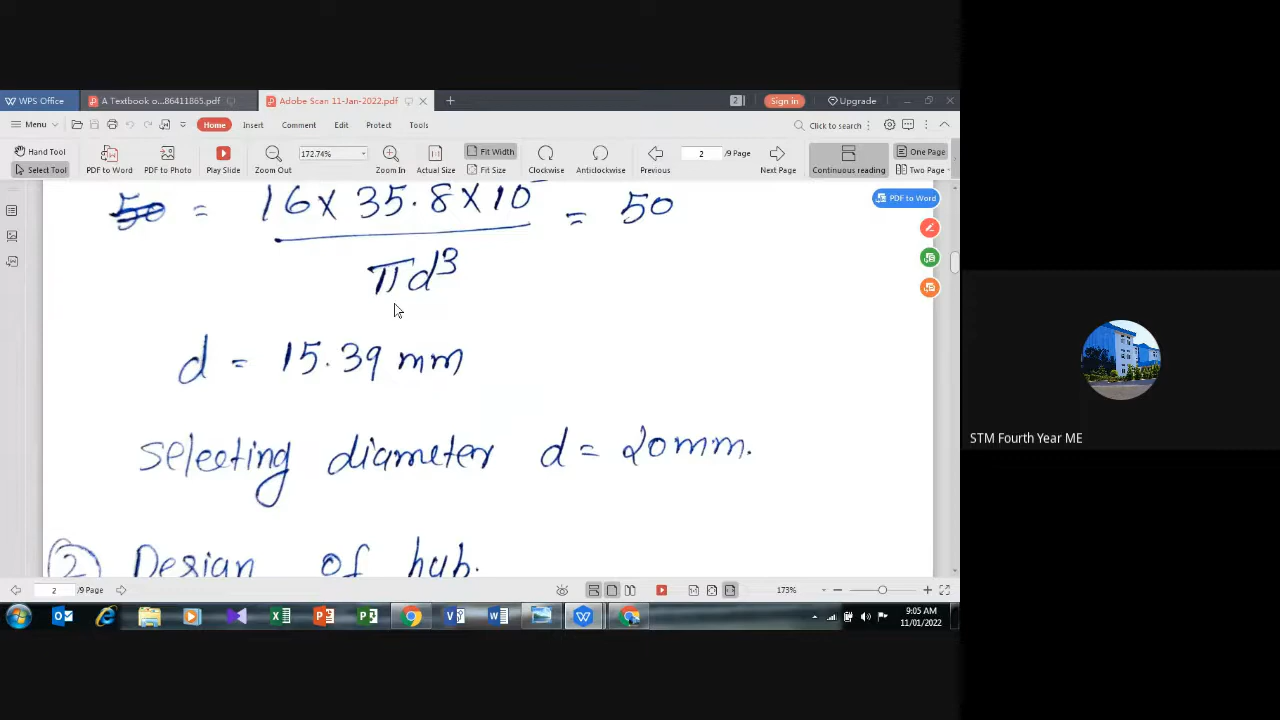 WPS Office
A Textbook o...86411865.pdf
Adobe Scan 11-Jan-2022.pdf
2
Sign in
Upgrade
Menu
Home
Insert
Comment
Edit
Protect
Tools
Click to search
Hand Tool
Select Tool
PDF to Word
PDF to Photo
Play Slide
Zoom Out
172.74%
Zoom In
Actual Size
Fit Width
Fit Size
Clockwise
Anticlockwise
Previous
2 /9 Page
Next Page
Continuous reading
One Page
Two Page
PDF to Word
50 = 16 x 35.8 x 10 = 50
πd³
d = 15.39 mm
selecting diameter d = 20mm.
② Design of hub.
STM Fourth Year ME
2 /9 Page
173%
9:05 AM
11/01/2022